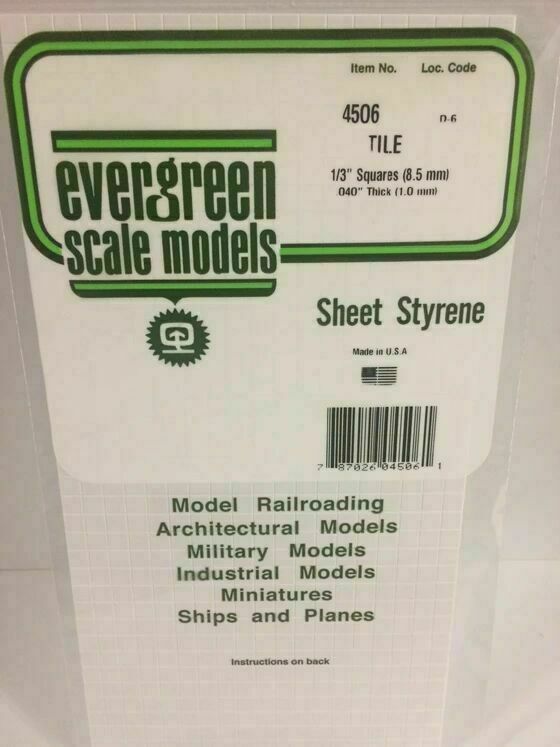 Item No. Loc. Code
4506 D-6
TILE
1/3" Squares (8.5 mm)
040" Thick (1.0 mm)
evergreen
scale models
Sheet Styrene
Made in U.S.A
7 87026 04506 1
Model Railroading
Architectural Models
Military Models
Industrial Models
Miniatures
Ships and Planes
Instructions on back